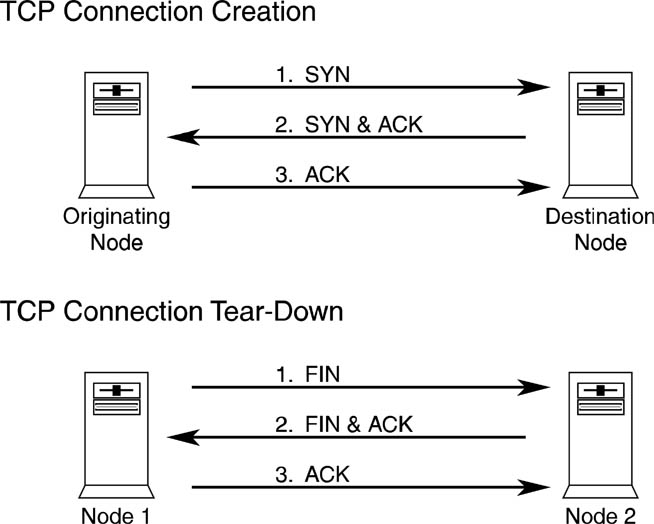 TCP Connection Creation
1. SYN
2. SYN & ACK
3. ACK
Originating
Node
Destination
Node
TCP Connection Tear-Down
1. FIN
2. FIN & ACK
3. ACK
Node 1
Node 2